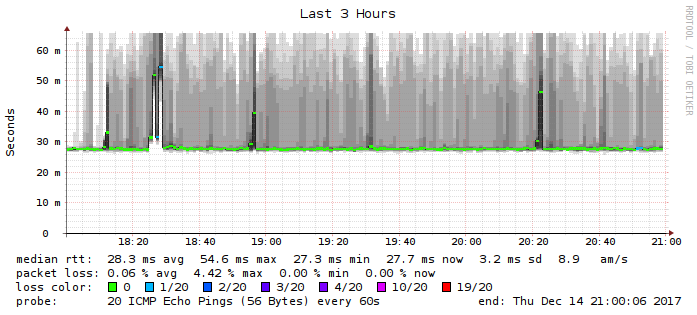 Last 3 Hours
RRDTOOL / TOBI OETIKER
Seconds
60 m
50 m
40 m
30 m
20 m
10 m
0
18:20 18:40 19:00 19:20 19:40 20:00 20:20 20:40 21:00
median rtt: 28.3 ms avg 54.6 ms max 27.3 ms min 27.7 ms now 3.2 ms sd 8.9 am/s
packet loss: 0.06 % avg 4.42 % max 0.00 % min 0.00 % now
loss color: 0 1/20 2/20 3/20 4/20 10/20 19/20
probe: 20 ICMP Echo Pings (56 Bytes) every 60s end: Thu Dec 14 21:00:06 2017